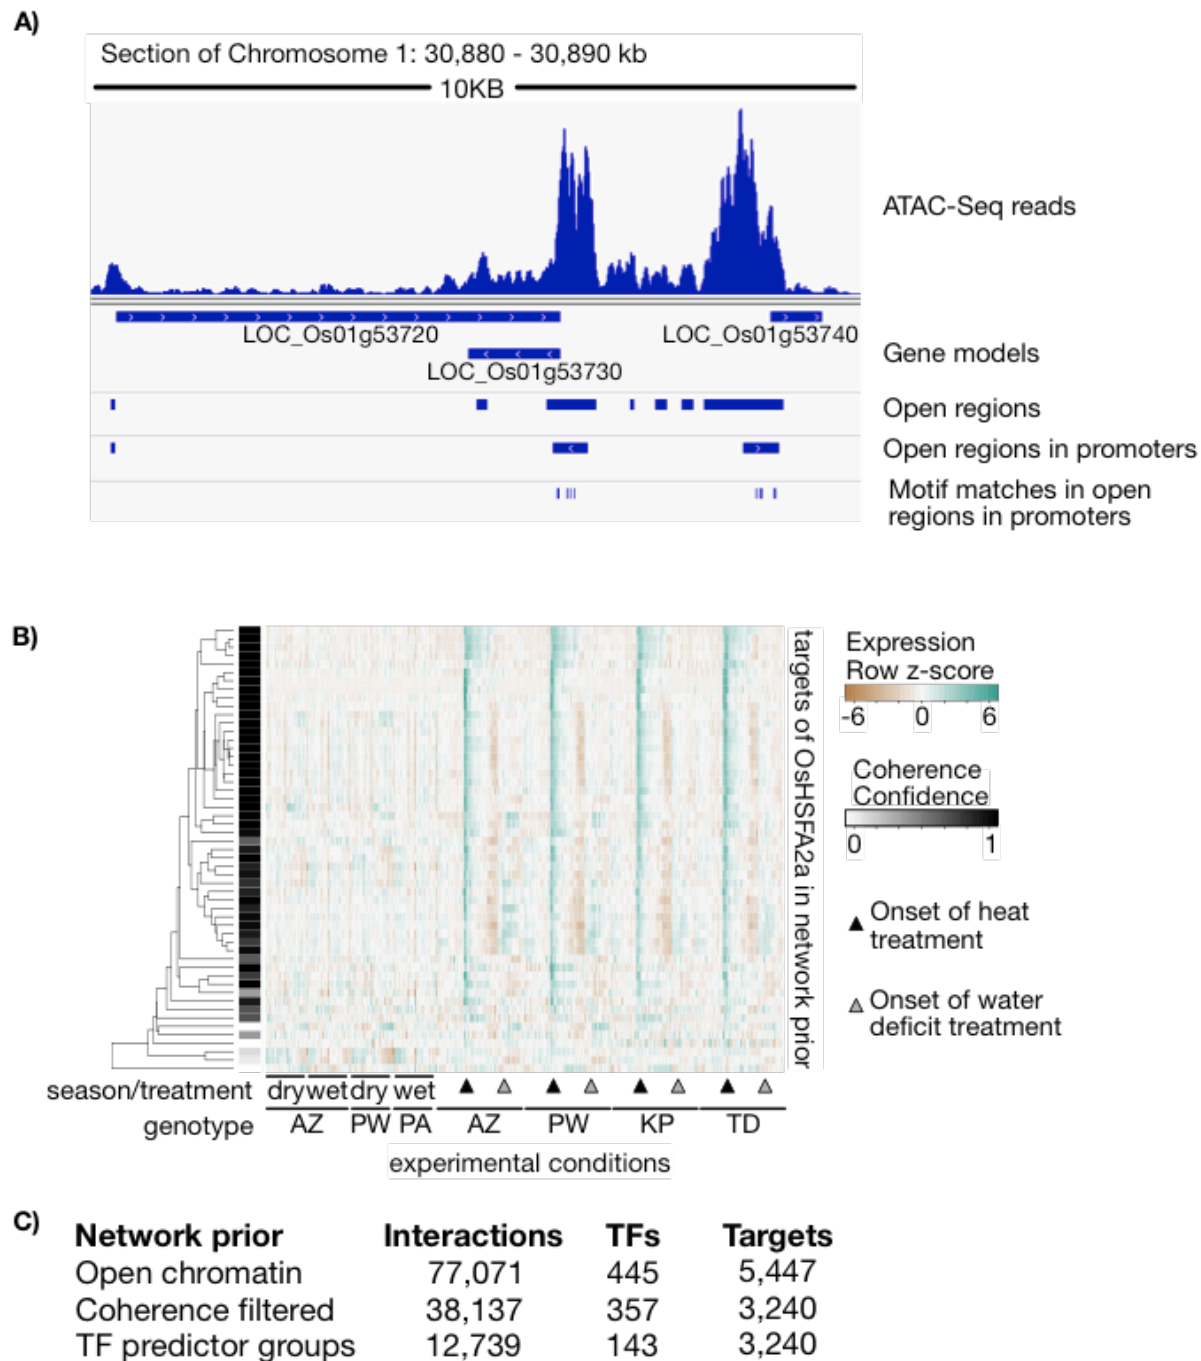 A)
Section of Chromosome 1: 30,880 - 30,890 kb
10KB
ATAC-Seq reads
LOC_Os01g53720
LOC_Os01g53740
Gene models
LOC_Os01g53730
Open regions
Open regions in promoters
Motif matches in open
regions in promoters
B)
targets of OsHSFA2a in network prior
Expression
Row z-score
-6 0 6
Coherence
Confidence
0 1
Onset of heat
treatment
Onset of water
deficit treatment
season/treatment dry wet dry wet
genotype AZ PW PA AZ PW KP TD
experimental conditions
C)
Network prior Interactions TFs Targets
Open chromatin 77,071 445 5,447
Coherence filtered 38,137 357 3,240
TF predictor groups 12,739 143 3,240